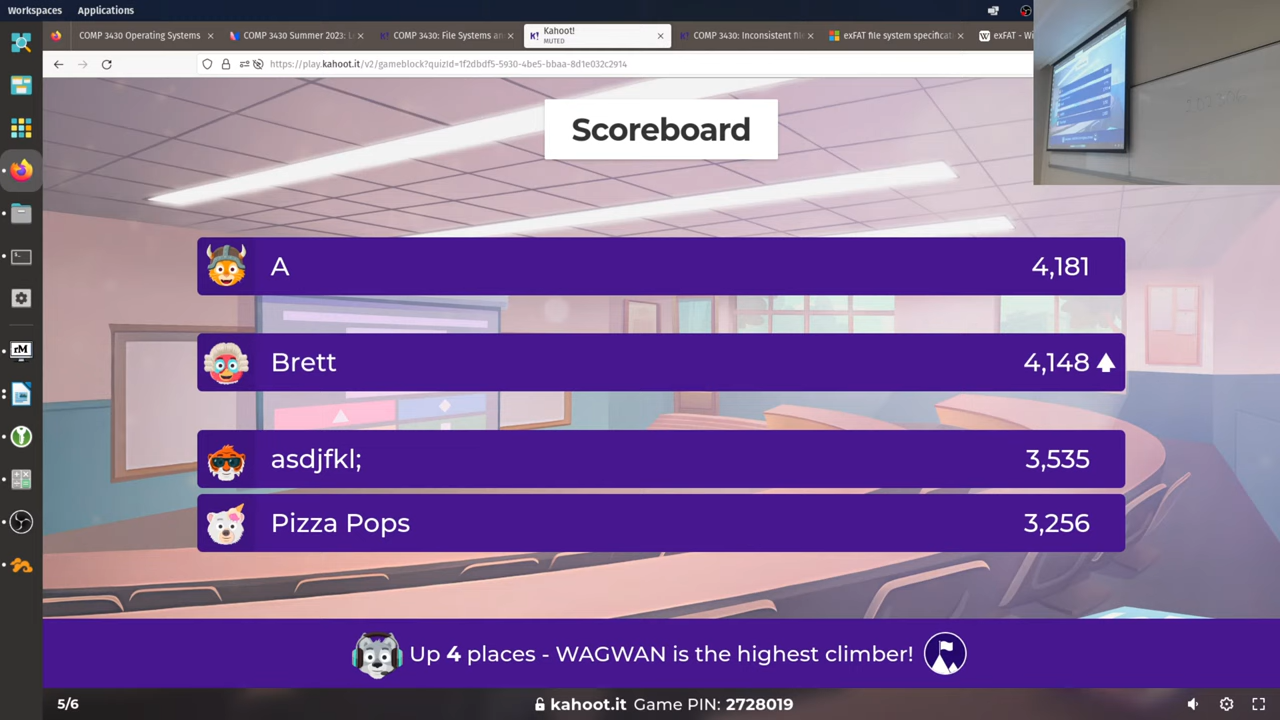 Workspaces Applications
COMP 3430 Operating Systems
COMP 3430 Summer 2023: L
COMP 3430: File Systems an
Kahoot!
MUTED
COMP 3430: Inconsistent file
exFAT file system specificati
exFAT - Wi
https://play.kahoot.it/v2/gameblock?quizId=1f2dbdf5-5930-4be5-bbaa-8d1e032c2914
Scoreboard
A 4,181
Brett 4,148
asdjfkl; 3,535
Pizza Pops 3,256
Up 4 places - WAGWAN is the highest climber!
5/6
kahoot.it Game PIN: 2728019